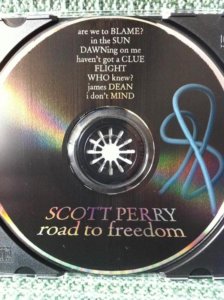 are we to BLAME?
in the SUN
DAWNing on me
haven't got a CLUE
FLIGHT
WHO knew?
james DEAN
i don't MIND
SCOTT PERRY
road to freedom